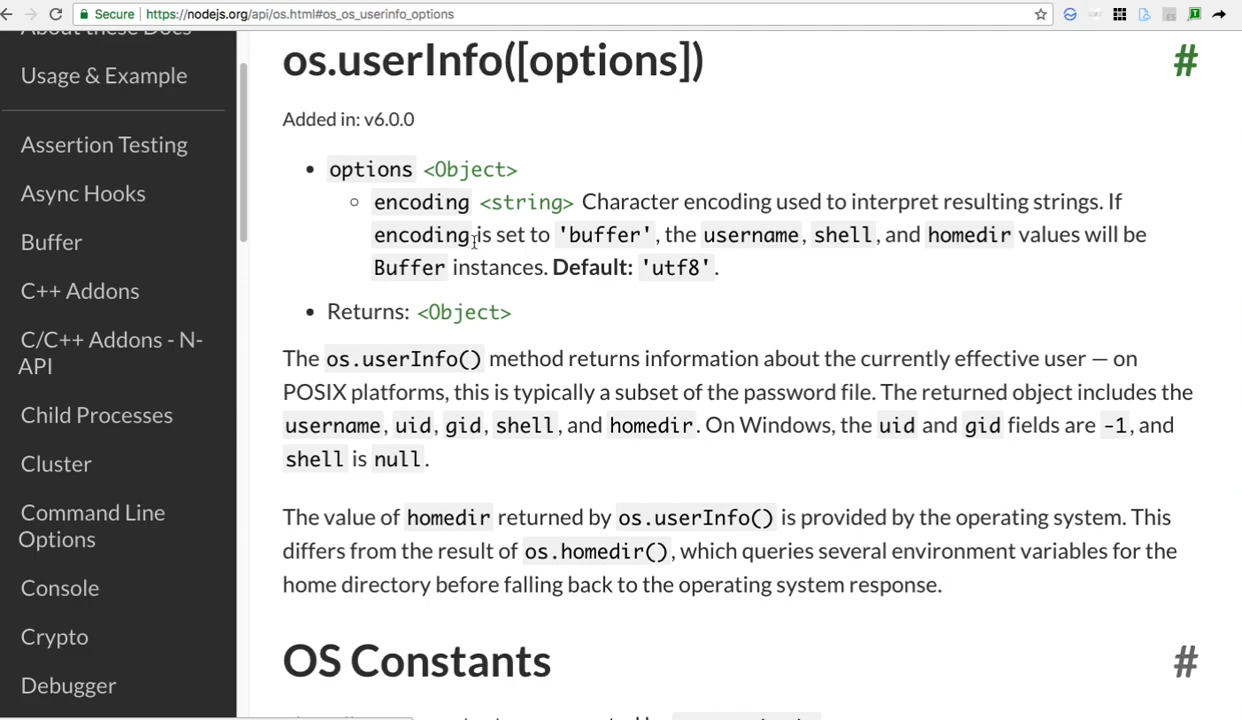 Secure https://nodejs.org/api/os.html#os_os_userinfo_options
About these Docs
Usage & Example
Assertion Testing
Async Hooks
Buffer
C++ Addons
C/C++ Addons - N-
API
Child Processes
Cluster
Command Line
Options
Console
Crypto
Debugger
os.userInfo([options])
#
Added in: v6.0.0
• options <Object>
◦ encoding <string> Character encoding used to interpret resulting strings. If
encoding is set to 'buffer', the username, shell, and homedir values will be
Buffer instances. Default: 'utf8'.
• Returns: <Object>
The os.userInfo() method returns information about the currently effective user — on
POSIX platforms, this is typically a subset of the password file. The returned object includes the
username, uid, gid, shell, and homedir. On Windows, the uid and gid fields are -1, and
shell is null.
The value of homedir returned by os.userInfo() is provided by the operating system. This
differs from the result of os.homedir(), which queries several environment variables for the
home directory before falling back to the operating system response.
OS Constants
#